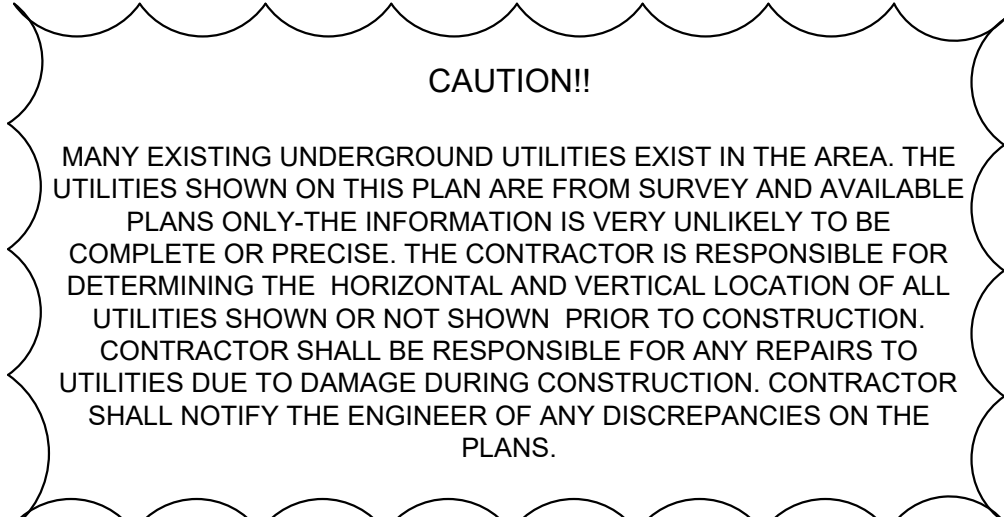 CAUTION!!
MANY EXISTING UNDERGROUND UTILITIES EXIST IN THE AREA. THE
UTILITIES SHOWN ON THIS PLAN ARE FROM SURVEY AND AVAILABLE
PLANS ONLY-THE INFORMATION IS VERY UNLIKELY TO BE
COMPLETE OR PRECISE. THE CONTRACTOR IS RESPONSIBLE FOR
DETERMINING THE  HORIZONTAL AND VERTICAL LOCATION OF ALL
UTILITIES SHOWN OR NOT SHOWN  PRIOR TO CONSTRUCTION.
CONTRACTOR SHALL BE RESPONSIBLE FOR ANY REPAIRS TO
UTILITIES DUE TO DAMAGE DURING CONSTRUCTION. CONTRACTOR
SHALL NOTIFY THE ENGINEER OF ANY DISCREPANCIES ON THE
PLANS.